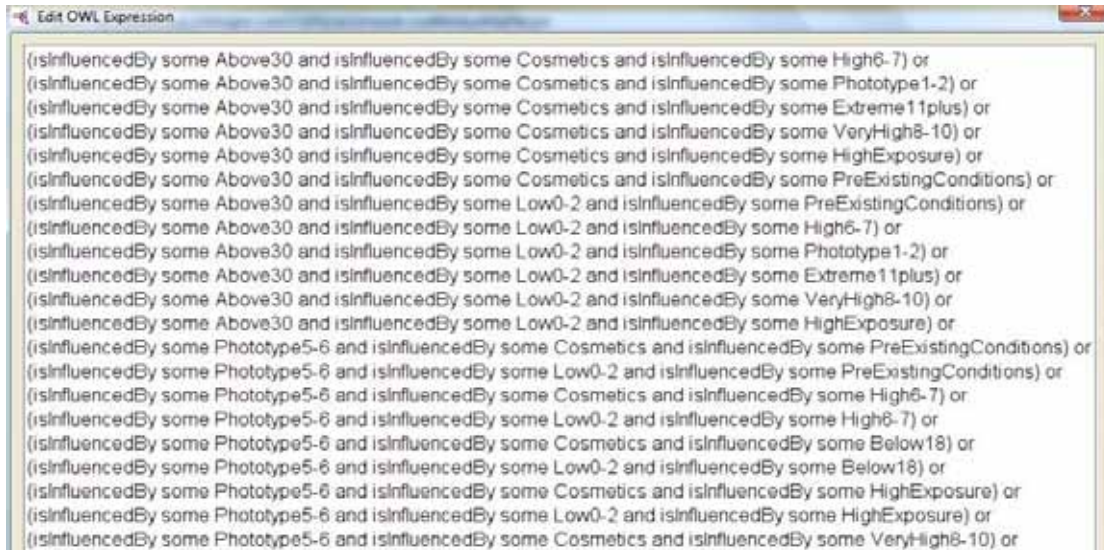 Edit OWL Expression
(isInfluencedBy some Above30 and isInfluencedBy some Cosmetics and isInfluencedBy some High6-7) or
(isInfluencedBy some Above30 and isInfluencedBy some Cosmetics and isInfluencedBy some Phototype1-2) or
(isInfluencedBy some Above30 and isInfluencedBy some Cosmetics and isInfluencedBy some Extreme11plus) or
(isInfluencedBy some Above30 and isInfluencedBy some Cosmetics and isInfluencedBy some VeryHigh8-10) or
(isInfluencedBy some Above30 and isInfluencedBy some Cosmetics and isInfluencedBy some HighExposure) or
(isInfluencedBy some Above30 and isInfluencedBy some Cosmetics and isInfluencedBy some PreExistingConditions) or
(isInfluencedBy some Above30 and isInfluencedBy some Low0-2 and isInfluencedBy some PreExistingConditions) or
(isInfluencedBy some Above30 and isInfluencedBy some Low0-2 and isInfluencedBy some High6-7) or
(isInfluencedBy some Above30 and isInfluencedBy some Low0-2 and isInfluencedBy some Phototype1-2) or
(isInfluencedBy some Above30 and isInfluencedBy some Low0-2 and isInfluencedBy some Extreme11plus) or
(isInfluencedBy some Above30 and isInfluencedBy some Low0-2 and isInfluencedBy some VeryHigh8-10) or
(isInfluencedBy some Above30 and isInfluencedBy some Low0-2 and isInfluencedBy some HighExposure) or
(isInfluencedBy some Phototype5-6 and isInfluencedBy some Cosmetics and isInfluencedBy some PreExistingConditions) or
(isInfluencedBy some Phototype5-6 and isInfluencedBy some Low0-2 and isInfluencedBy some PreExistingConditions) or
(isInfluencedBy some Phototype5-6 and isInfluencedBy some Cosmetics and isInfluencedBy some High6-7) or
(isInfluencedBy some Phototype5-6 and isInfluencedBy some Low0-2 and isInfluencedBy some High6-7) or
(isInfluencedBy some Phototype5-6 and isInfluencedBy some Cosmetics and isInfluencedBy some Below18) or
(isInfluencedBy some Phototype5-6 and isInfluencedBy some Low0-2 and isInfluencedBy some Below18) or
(isInfluencedBy some Phototype5-6 and isInfluencedBy some Cosmetics and isInfluencedBy some HighExposure) or
(isInfluencedBy some Phototype5-6 and isInfluencedBy some Low0-2 and isInfluencedBy some HighExposure) or
(isInfluencedBy some Phototype5-6 and isInfluencedBy some Cosmetics and isInfluencedBy some VeryHigh8-10) or